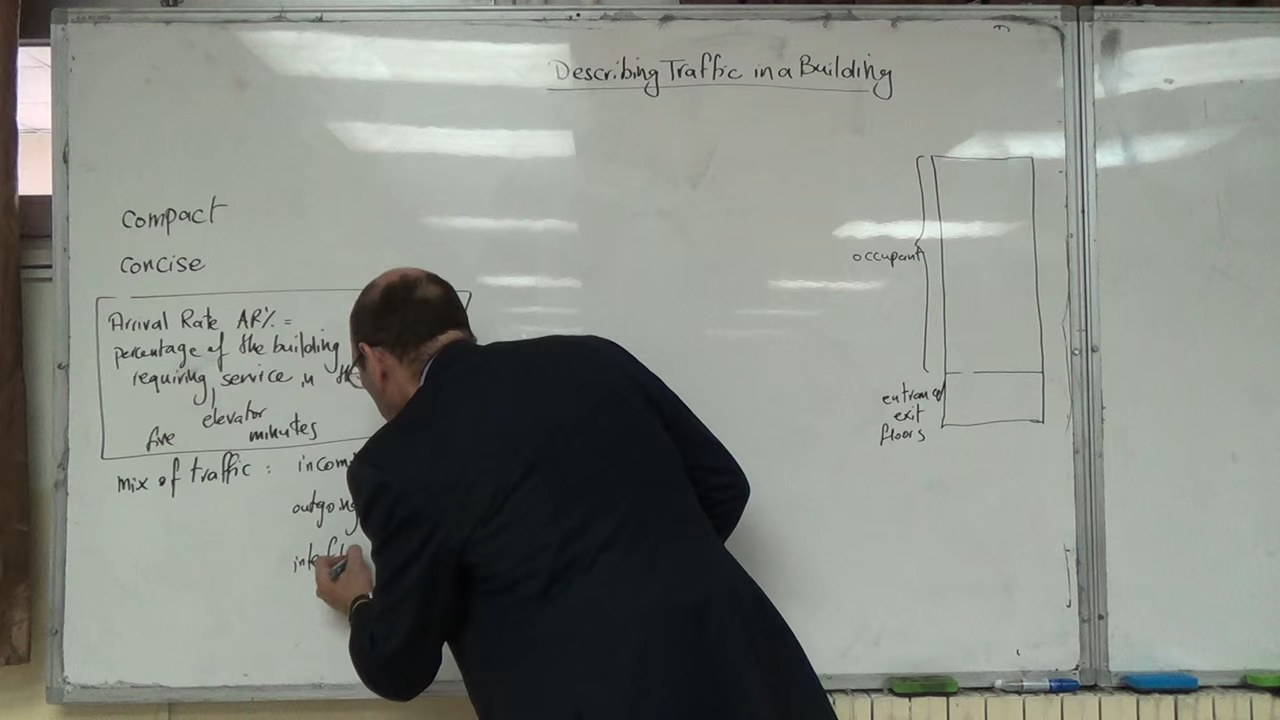 Describing Traffic in a Building
compact
concise
Arrival Rate AR% =
percentage of the building
requiring service in
elevator
five minutes
mix of traffic :
outgoing
occupant
exit
floors